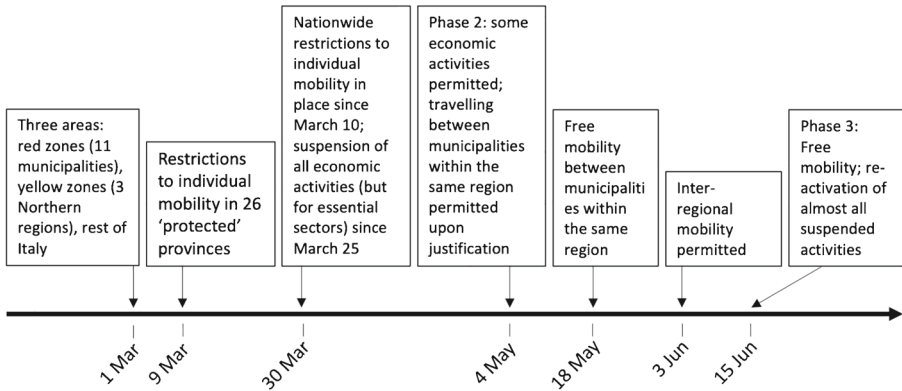 Three areas:
red zones (11
municipalities),
yellow zones (3
Northern
regions), rest of
Italy
Restrictions
to individual
mobility in 26
‘protected’
provinces
Nationwide
restrictions to
individual
mobility in
place since
March 10;
suspension of
all economic
activities (but
for essential
sectors) since
March 25
Phase 2: some
economic
activities
permitted;
travelling
between
municipalities
within the
same region
permitted
upon
justification
Free
mobility
between
municipaliti
es within
the same
region
Inter-
regional
mobility
permitted
Phase 3:
Free
mobility; re-
activation of
almost all
suspended
activities
1 Mar
9 Mar
30 Mar
4 May
18 May
3 Jun
15 Jun